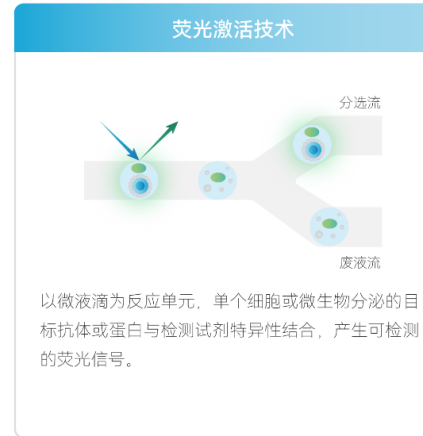 荧光激活技术
分选流
废液流
以微液滴为反应单元，单个细胞或微生物分泌的目
标抗体或蛋白与检测试剂特异性结合，产生可检测
的荧光信号。